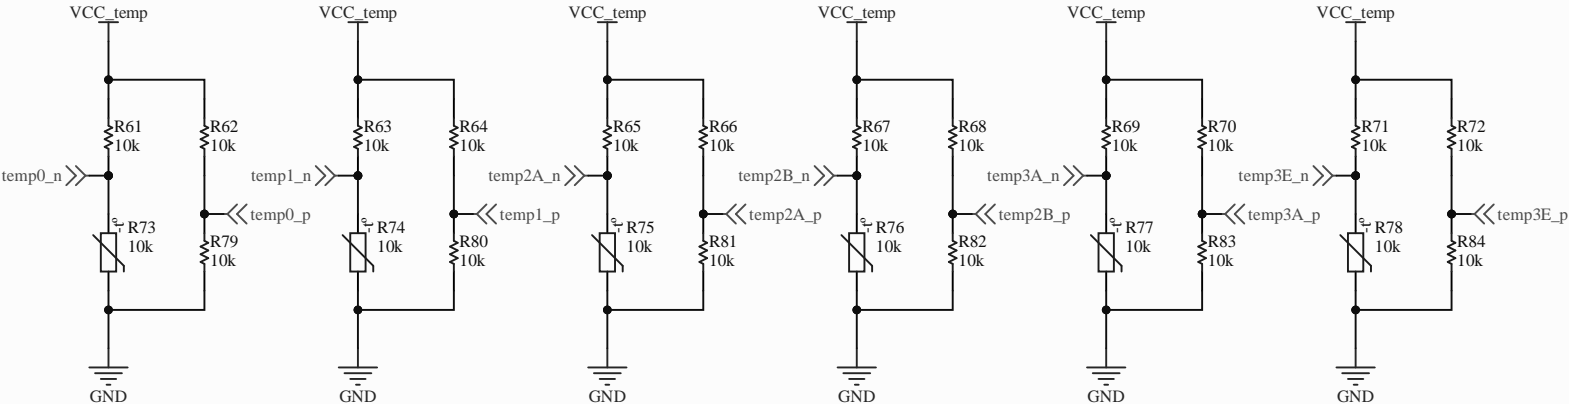 VCC_temp VCC_temp VCC_temp VCC_temp VCC_temp VCC_temp
R61 R62 R63 R64 R65 R66 R67 R68 R69 R70 R71 R72
10k 10k 10k 10k 10k 10k 10k 10k 10k 10k 10k 10k
temp0_n temp1_n temp2A_n temp2B_n temp3A_n temp3E_n
temp0_p temp1_p temp2A_p temp2B_p temp3A_p temp3E_p
-t° R73 -t° R74 -t° R75 -t° R76 -t° R77 -t° R78
10k 10k 10k 10k 10k 10k
R79 R80 R81 R82 R83 R84
10k 10k 10k 10k 10k 10k
GND GND GND GND GND GND